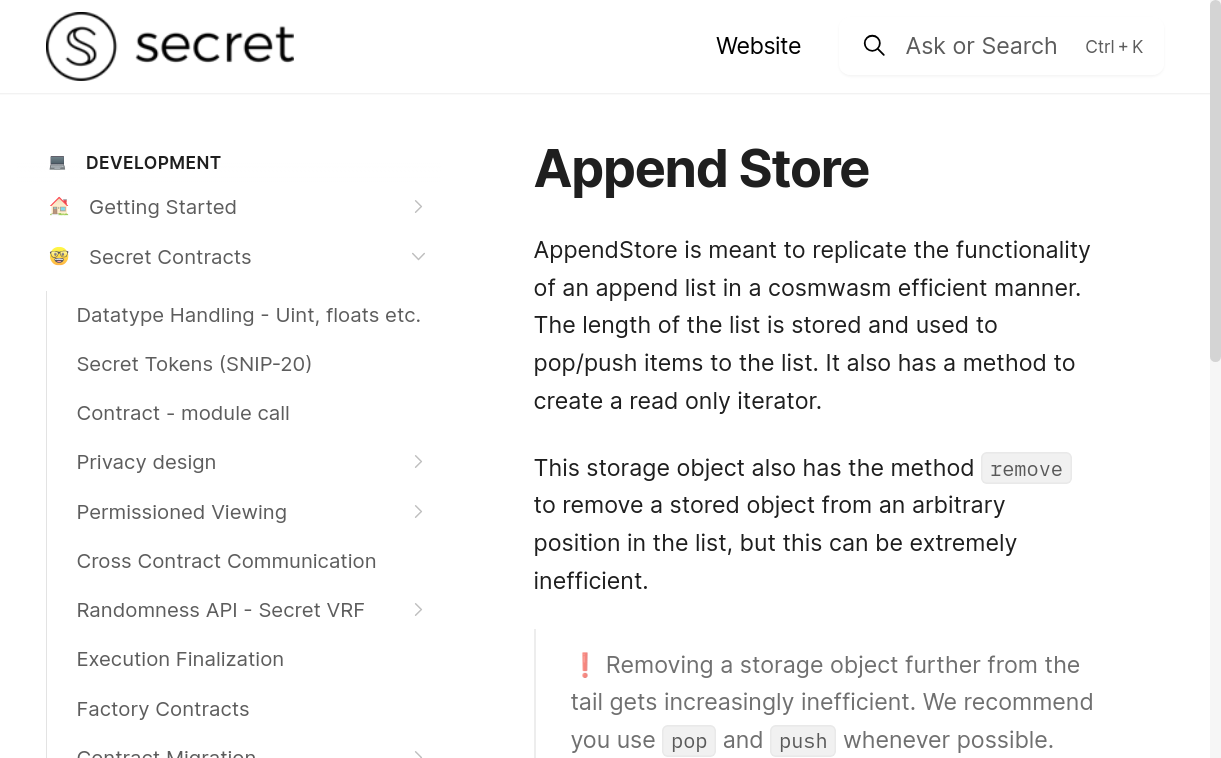 secret
Website
Ask or Search Ctrl + K
DEVELOPMENT
Getting Started
Secret Contracts
Datatype Handling - Uint, floats etc.
Secret Tokens (SNIP-20)
Contract - module call
Privacy design
Permissioned Viewing
Cross Contract Communication
Randomness API - Secret VRF
Execution Finalization
Factory Contracts
Contract Migration
Append Store
AppendStore is meant to replicate the functionality
of an append list in a cosmwasm efficient manner.
The length of the list is stored and used to
pop/push items to the list. It also has a method to
create a read only iterator.
This storage object also has the method remove
to remove a stored object from an arbitrary
position in the list, but this can be extremely
inefficient.
❗ Removing a storage object further from the
tail gets increasingly inefficient. We recommend
you use pop and push whenever possible.